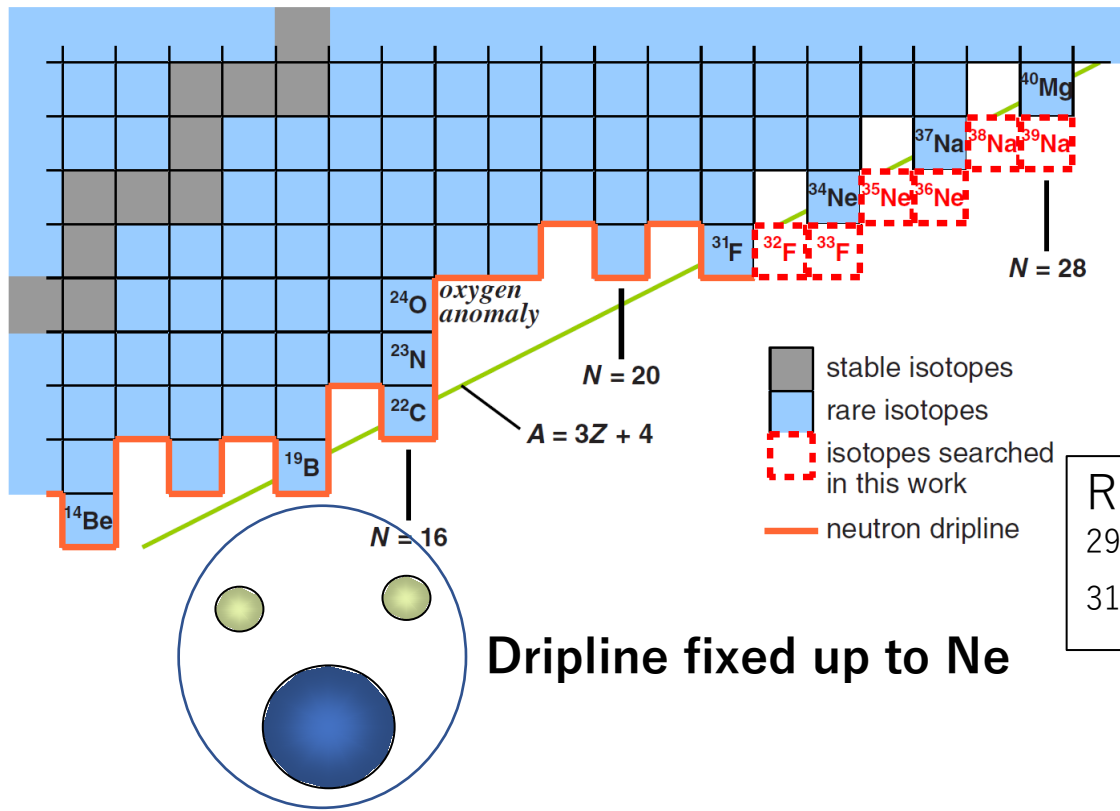 ⁴⁰Mg
³⁷Na ³⁸Na ³⁹Na
³⁴Ne ³⁵Ne ³⁶Ne
³¹F ³²F ³³F
N = 28
²⁴O
oxygen
anomaly
²³N
N = 20
²²C
A = 3Z + 4
¹⁹B
¹⁴Be
N = 16
stable isotopes
rare isotopes
isotopes searched
in this work
neutron dripline
R
29
31
Dripline fixed up to Ne